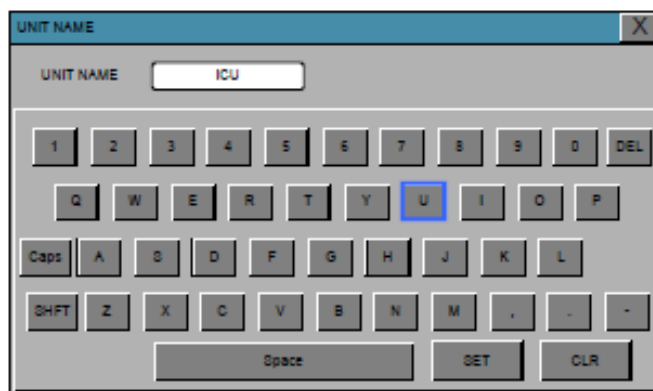 UNIT NAME X
UNIT NAME ICU
1 2 3 4 5 6 7 8 9 0 DEL
Q W E R T Y U I O P
Caps A S D F G H J K L
SHFT Z X C V B N M , . -
Space SET CLR